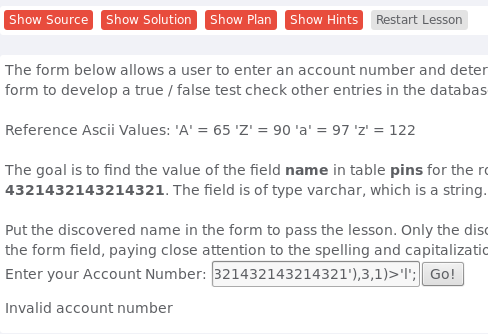 Show Source Show Solution Show Plan Show Hints Restart Lesson
The form below allows a user to enter an account number and deter
form to develop a true / false test check other entries in the databas
Reference Ascii Values: 'A' = 65 'Z' = 90 'a' = 97 'z' = 122
The goal is to find the value of the field name in table pins for the ro
4321432143214321. The field is of type varchar, which is a string.
Put the discovered name in the form to pass the lesson. Only the disc
the form field, paying close attention to the spelling and capitalizatio
Enter your Account Number: 321432143214321'),3,1)>'l'; Go!
Invalid account number